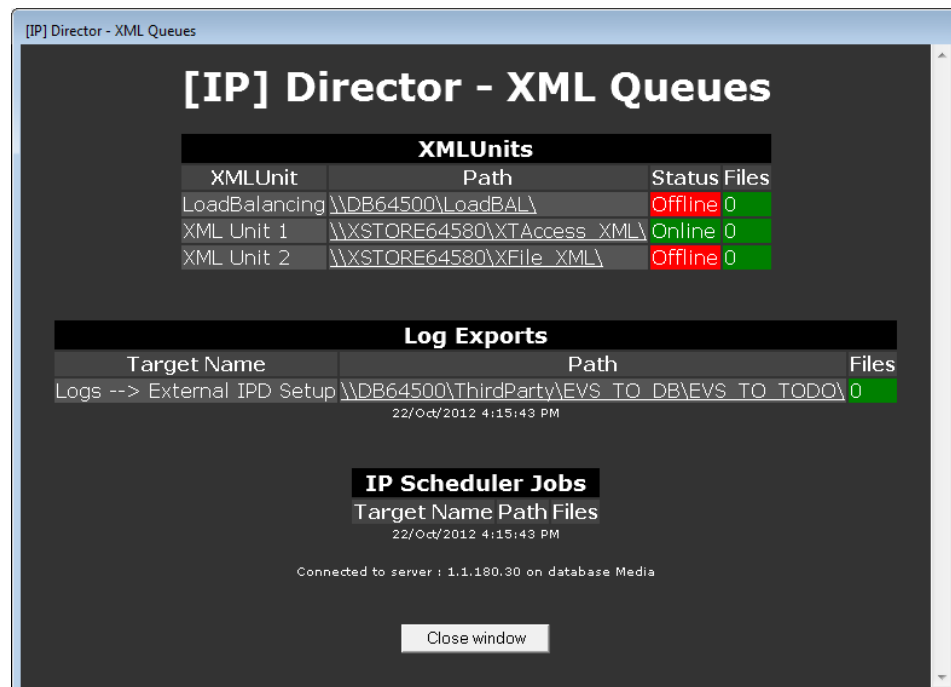 [IP] Director - XML Queues
[IP] Director - XML Queues
XMLUnits
XMLUnit Path Status Files
LoadBalancing \\DB64500\LoadBAL\ Offline 0
XML Unit 1 \\XSTORE64580\XTAccess_XML\ Online 0
XML Unit 2 \\XSTORE64580\XFile_XML\ Offline 0
Log Exports
Target Name Path Files
Logs --> External IPD Setup \\DB64500\ThirdParty\EVS_TO_DB\EVS_TO_TODO\ 0
22/Oct/2012 4:15:43 PM
IP Scheduler Jobs
Target Name Path Files
22/Oct/2012 4:15:43 PM
Connected to server : 1.1.180.30 on database Media
Close window